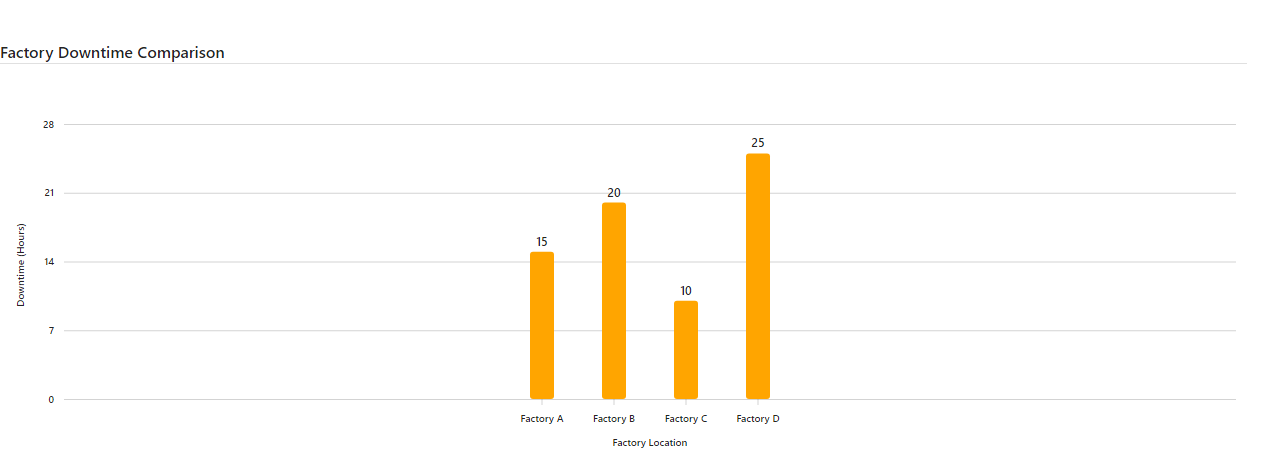 Factory Downtime Comparison
28
25
21
20
15
14
10
7
0
Downtime (Hours)
Factory A Factory B Factory C Factory D
Factory Location